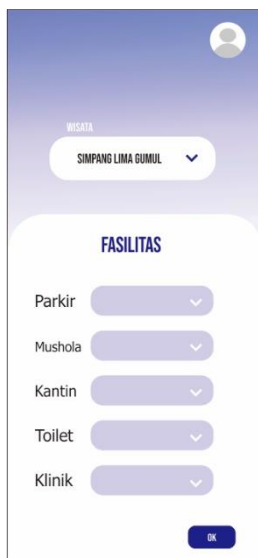 WISATA
SIMPANG LIMA GUMUL
FASILITAS
Parkir
Mushola
Kantin
Toilet
Klinik
OK